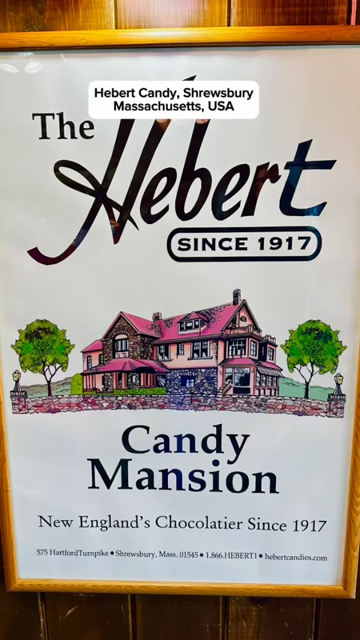 Hebert Candy, Shrewsbury
Massachusetts, USA
The
Hebert
SINCE 1917
Candy
Mansion
New England's Chocolatier Since 1917
575 HartfordTurnpike • Shrewsbury, Mass. 01545 • 1.866.HEBERT1 • hebertcandies.com